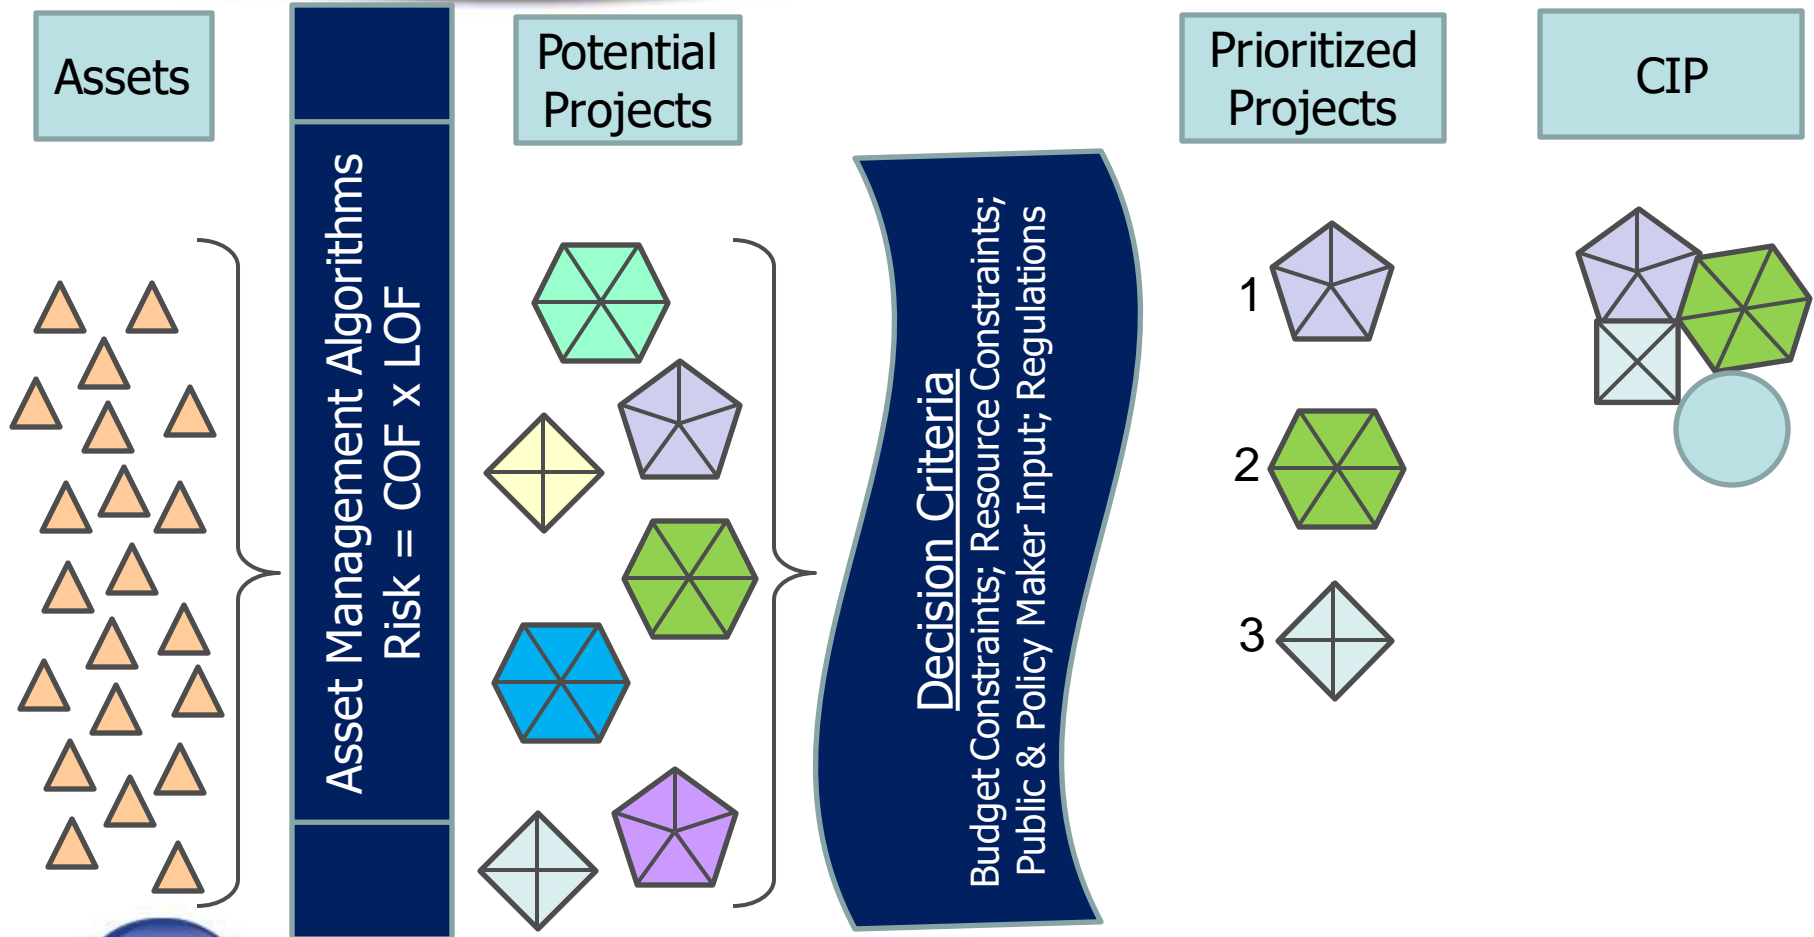 Assets
Asset Management Algorithms
Risk = COF x LOF
Potential
Projects
Decision Criteria
Budget Constraints; Resource Constraints;
Public & Policy Maker Input; Regulations
Prioritized
Projects
1
2
3
CIP